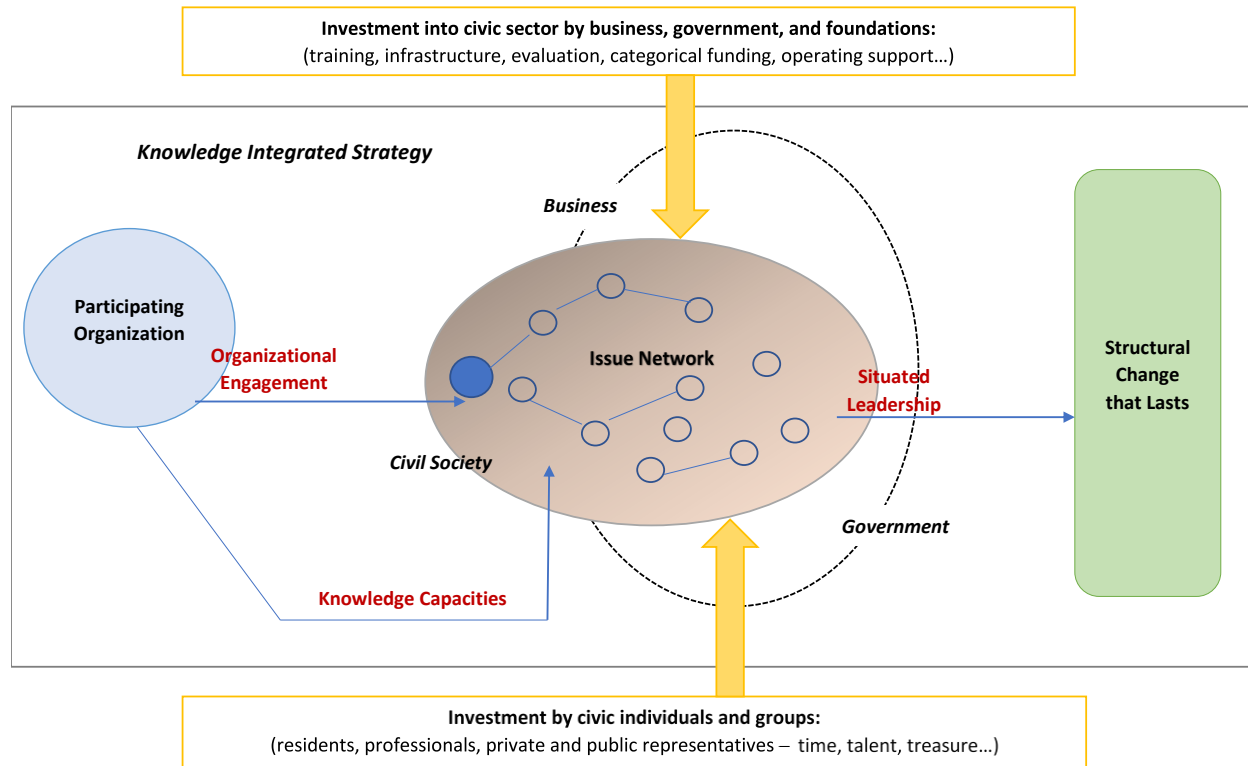 Investment into civic sector by business, government, and foundations:
(training, infrastructure, evaluation, categorical funding, operating support…)
Knowledge Integrated Strategy
Business
Participating
Organization
Organizational
Engagement
Issue Network
Situated
Leadership
Structural
Change
that Lasts
Civil Society
Government
Knowledge Capacities
Investment by civic individuals and groups:
(residents, professionals, private and public representatives – time, talent, treasure…)